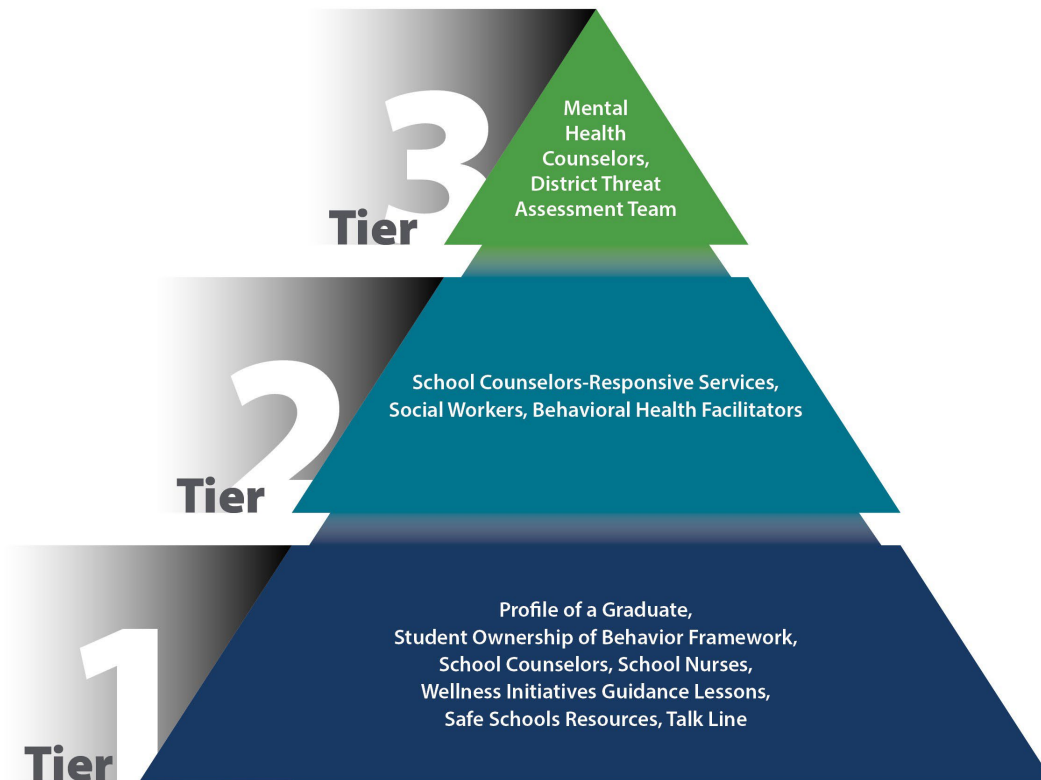 3
Tier
Mental
Health
Counselors,
District Threat
Assessment Team
2
Tier
School Counselors-Responsive Services,
Social Workers, Behavioral Health Facilitators
1
Tier
Profile of a Graduate,
Student Ownership of Behavior Framework,
School Counselors, School Nurses,
Wellness Initiatives Guidance Lessons,
Safe Schools Resources, Talk Line